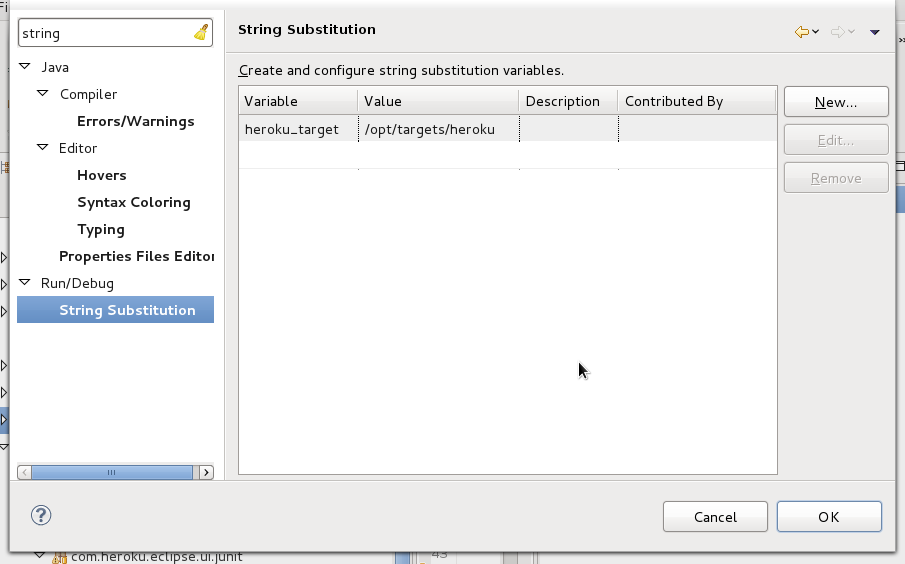 Fi
string
String Substitution
Create and configure string substitution variables.
Variable Value Description Contributed By
heroku_target /opt/targets/heroku
New...
Edit...
Remove
Java
Compiler
Errors/Warnings
Editor
Hovers
Syntax Coloring
Typing
Properties Files Editor
Run/Debug
String Substitution
?
Cancel
OK
com.heroku.eclipse.ui.junit
43